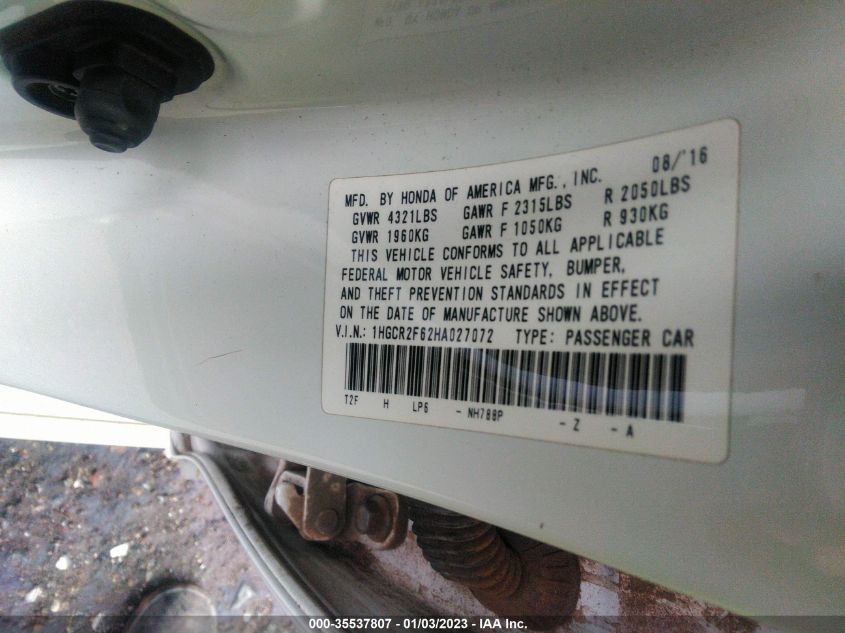 08/'16
MFD. BY HONDA OF AMERICA MFG., INC.
GVWR 4321LBS GAWR F 2315LBS R 2050LBS
GVWR 1960KG GAWR F 1050KG R 930KG
THIS VEHICLE CONFORMS TO ALL APPLICABLE
FEDERAL MOTOR VEHICLE SAFETY, BUMPER,
AND THEFT PREVENTION STANDARDS IN EFFECT
ON THE DATE OF MANUFACTURE SHOWN ABOVE.
V.I.N.: 1HGCR2F62HA027072 TYPE: PASSENGER CAR
T2F H LP6 - NH788P - Z - A
000-35537807 - 01/03/2023 - IAA Inc.